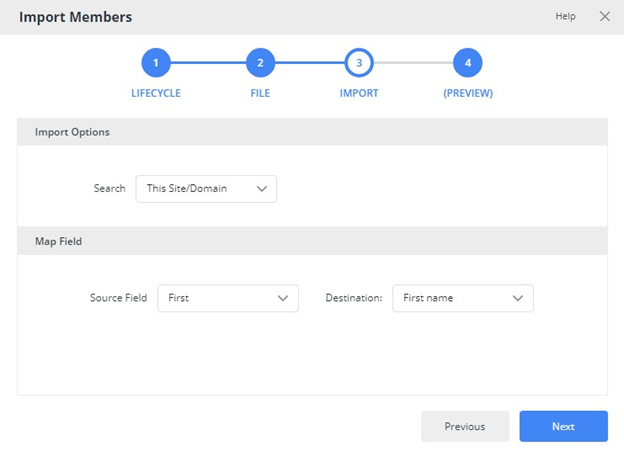 Import Members Help
1 2 3 4
LIFECYCLE FILE IMPORT (PREVIEW)
Import Options
Search This Site/Domain
Map Field
Source Field First Destination: First name
Previous Next